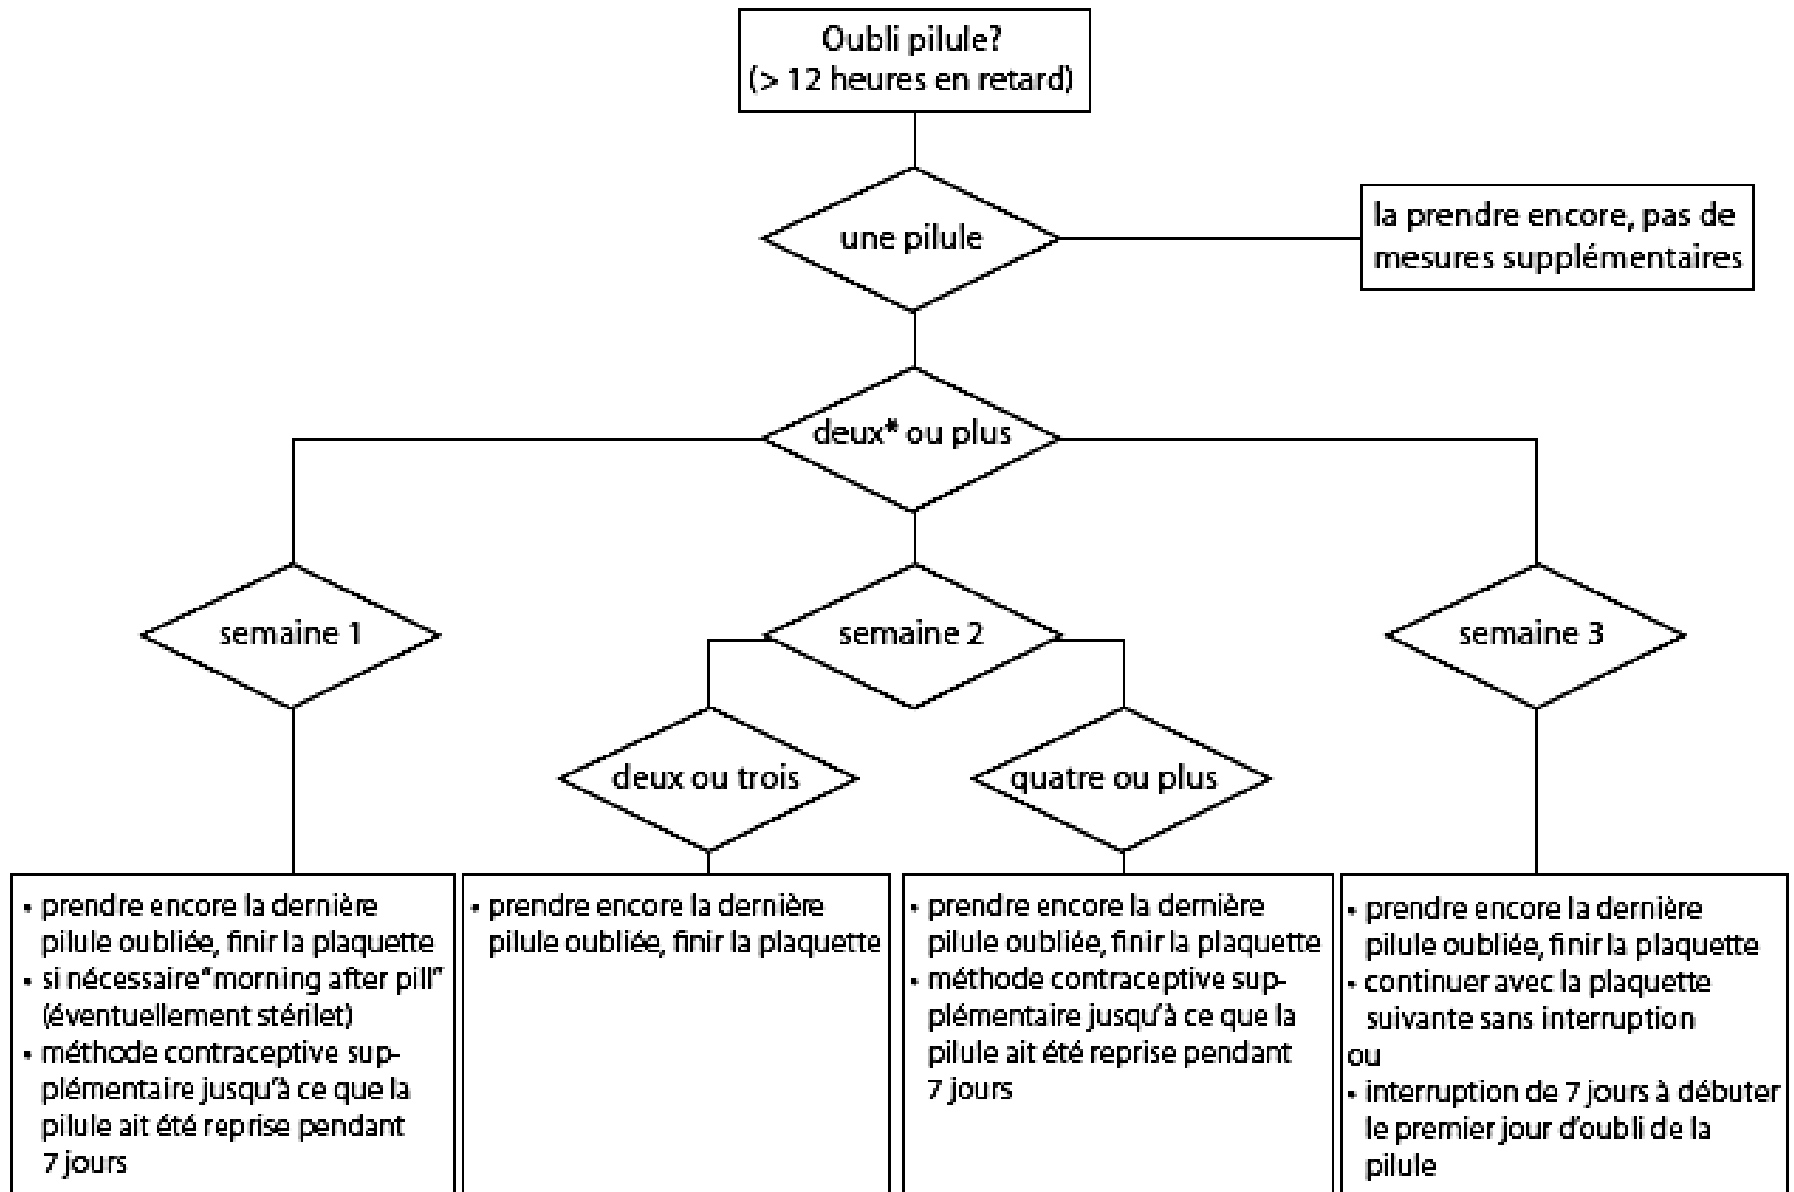 Oubli pilule?
(> 12 heures en retard)
une pilule
la prendre encore, pas de
mesures supplémentaires
deux* ou plus
semaine 1
semaine 2
semaine 3
deux ou trois
quatre ou plus
• prendre encore la dernière
pilule oubliée, finir la plaquette
• si nécessaire "morning after pill"
(éventuellement stérilet)
• méthode contraceptive sup-
plémentaire jusqu'à ce que la
pilule ait été reprise pendant
7 jours
• prendre encore la dernière
pilule oubliée, finir la plaquette
• prendre encore la dernière
pilule oubliée, finir la plaquette
• méthode contraceptive sup-
plémentaire jusqu'à ce que la
pilule ait été reprise pendant
7 jours
• prendre encore la dernière
pilule oubliée, finir la plaquette
• continuer avec la plaquette
suivante sans interruption
ou
• interruption de 7 jours à débuter
le premier jour d'oubli de la
pilule